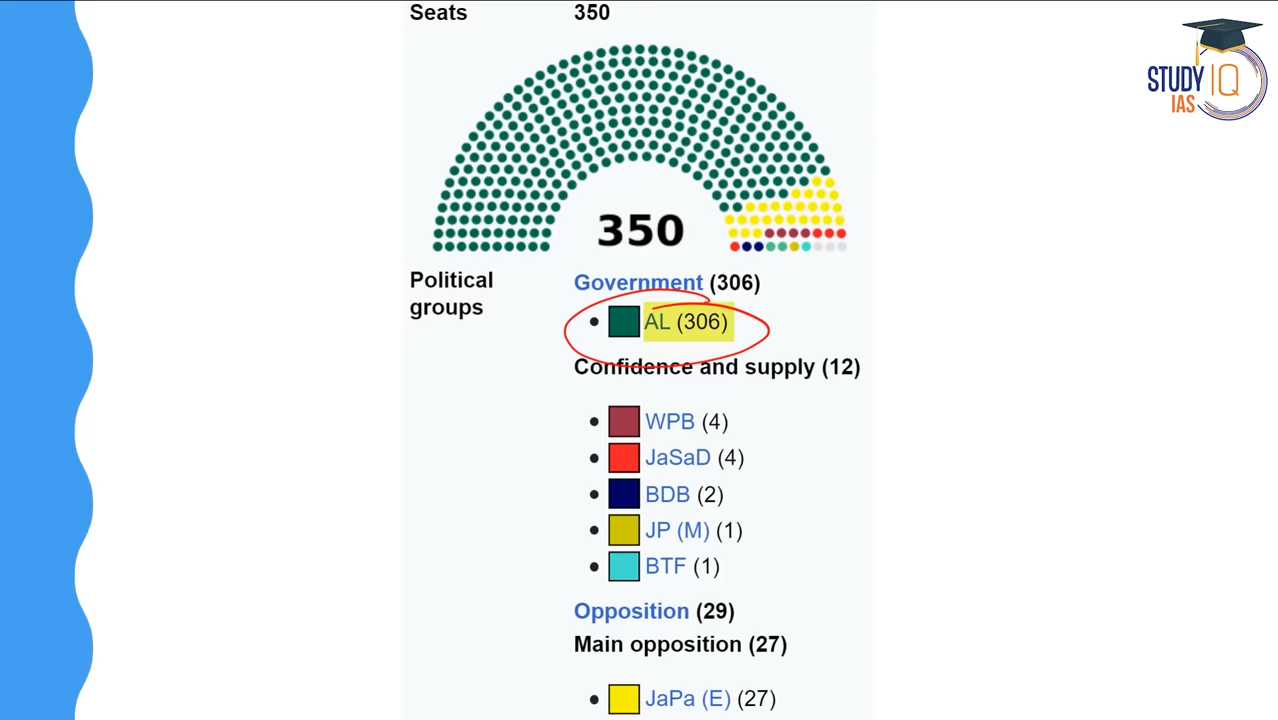 Seats 350
STUDY IQ
IAS
350
Political groups
Government (306)
AL (306)
Confidence and supply (12)
WPB (4)
JaSaD (4)
BDB (2)
JP (M) (1)
BTF (1)
Opposition (29)
Main opposition (27)
JaPa (E) (27)